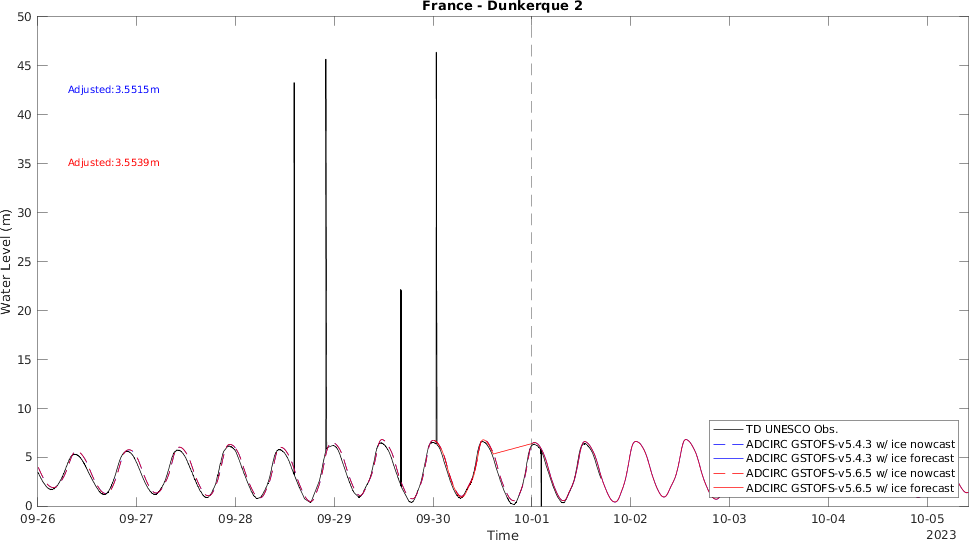 France - Dunkerque 2
50
45
40
35
30
25
20
15
10
5
0
Water Level (m)
Adjusted:3.5515m
Adjusted:3.5539m
TD UNESCO Obs.
ADCIRC GSTOFS-v5.4.3 w/ ice nowcast
ADCIRC GSTOFS-v5.4.3 w/ ice forecast
ADCIRC GSTOFS-v5.6.5 w/ ice nowcast
ADCIRC GSTOFS-v5.6.5 w/ ice forecast
09-26 09-27 09-28 09-29 09-30 10-01 10-02 10-03 10-04 10-05
Time
2023